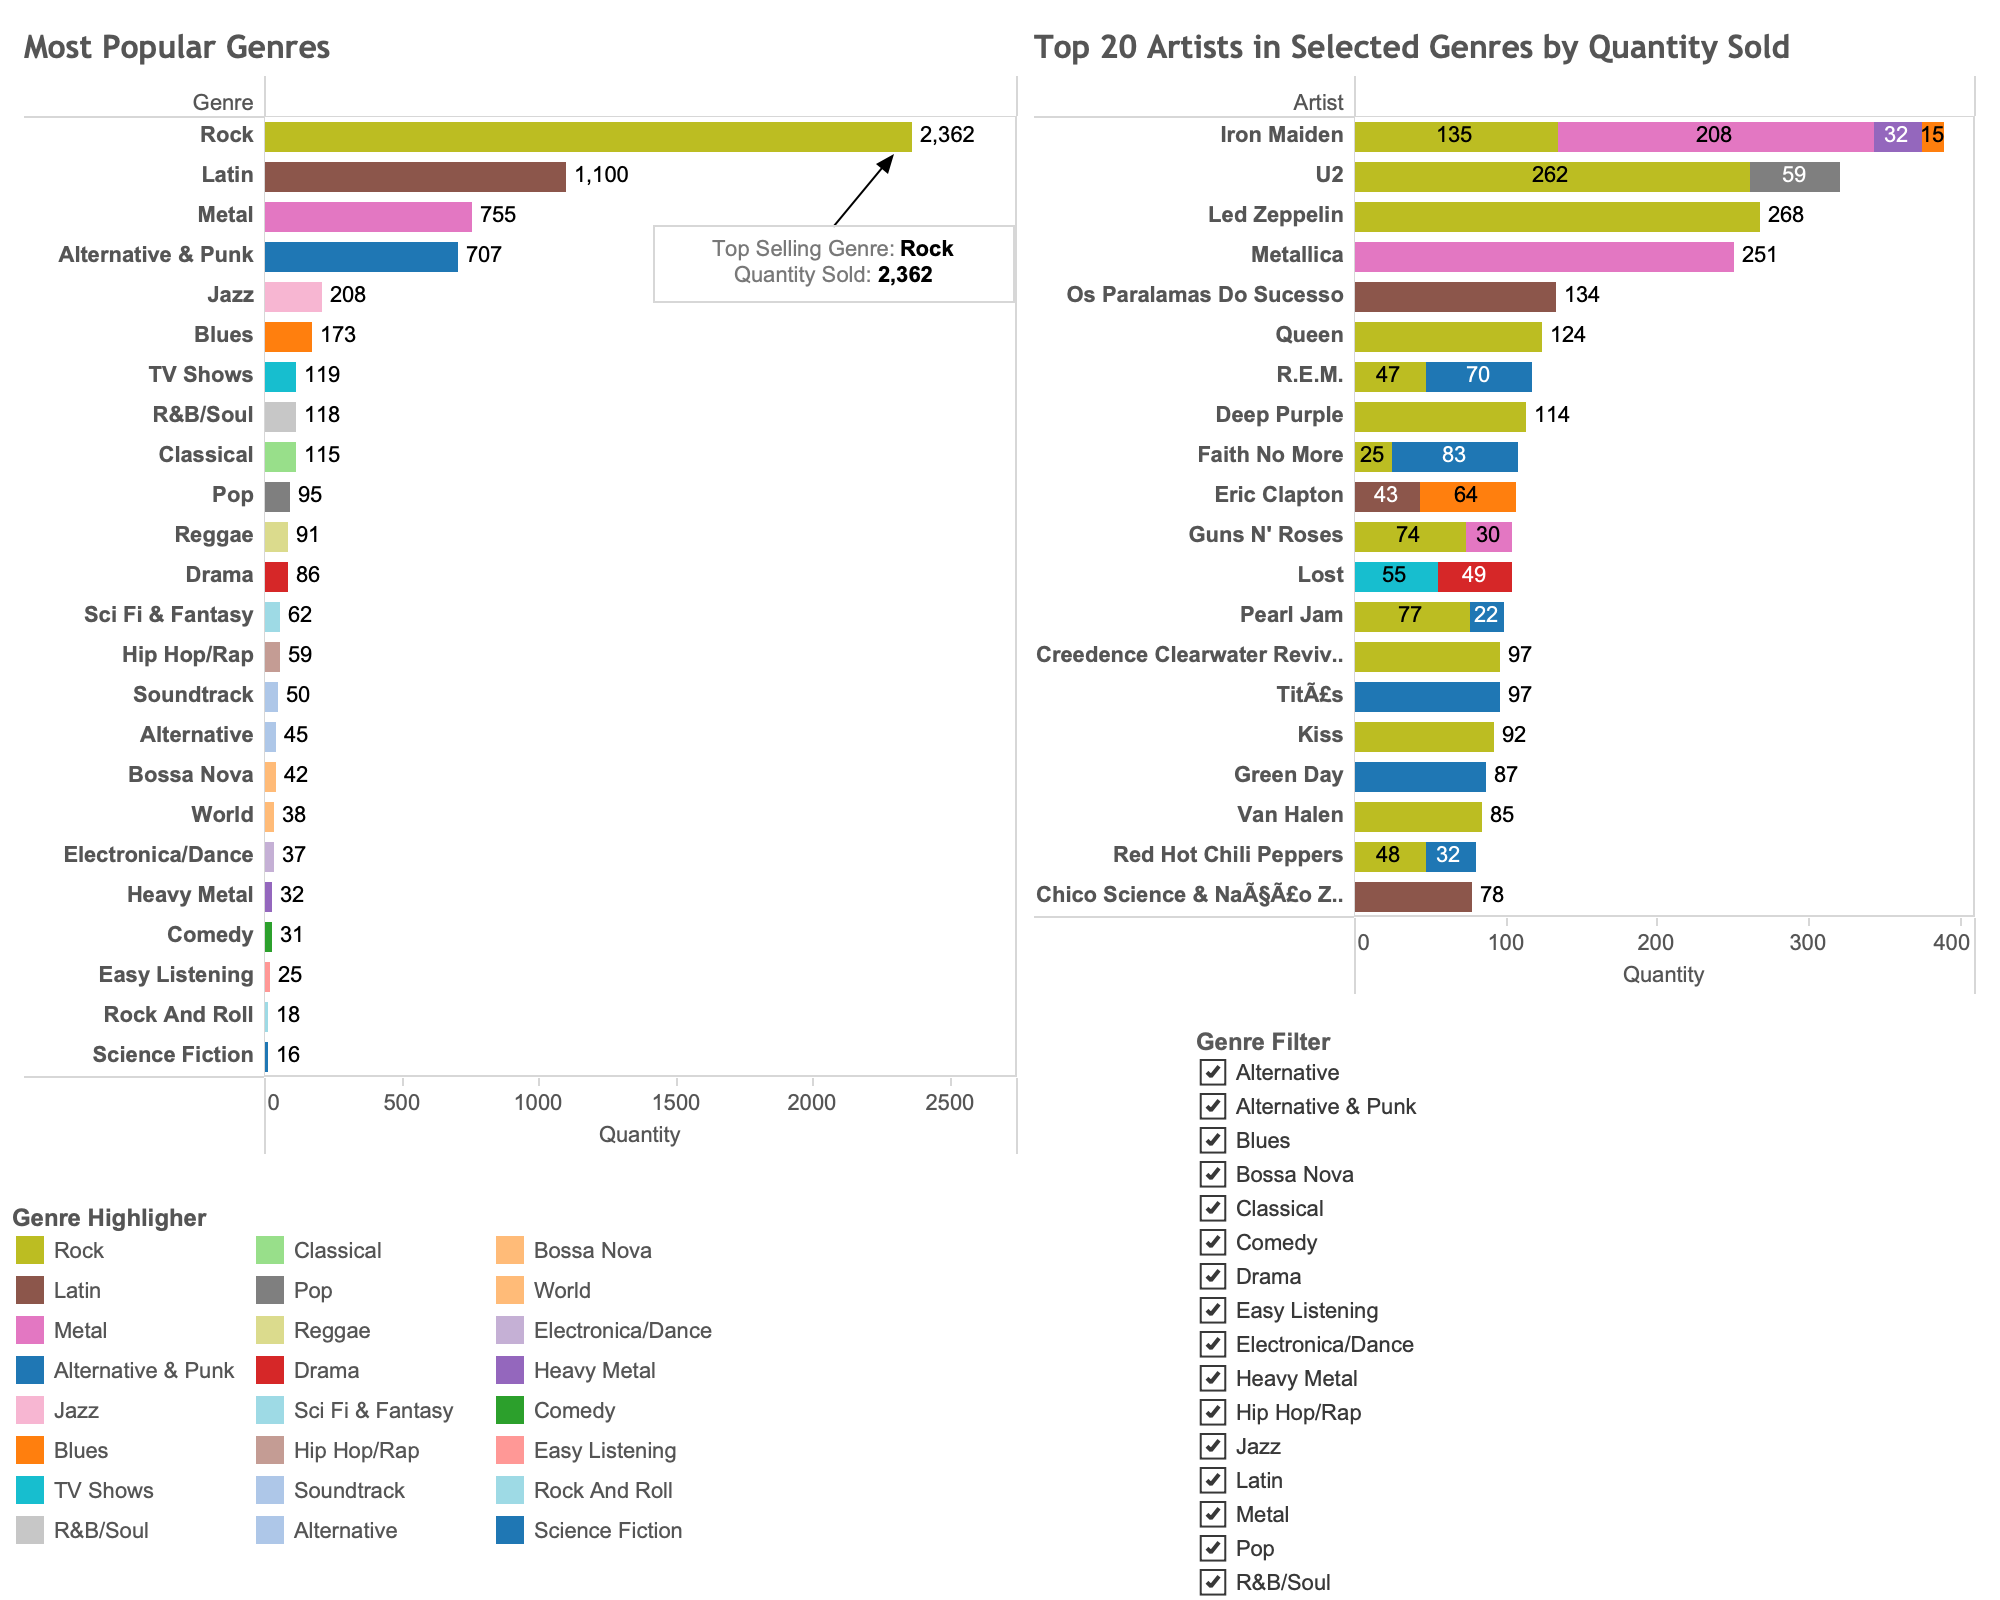 Most Popular Genres
Genre
Rock 2,362
Latin 1,100
Metal 755
Alternative & Punk 707
Jazz 208
Blues 173
TV Shows 119
R&B/Soul 118
Classical 115
Pop 95
Reggae 91
Drama 86
Sci Fi & Fantasy 62
Hip Hop/Rap 59
Soundtrack 50
Alternative 45
Bossa Nova 42
World 38
Electronica/Dance 37
Heavy Metal 32
Comedy 31
Easy Listening 25
Rock And Roll 18
Science Fiction 16
0 500 1000 1500 2000 2500
Quantity
Top Selling Genre: Rock
Quantity Sold: 2,362
Top 20 Artists in Selected Genres by Quantity Sold
Artist
Iron Maiden 135 208 32 15
U2 262 59
Led Zeppelin 268
Metallica 251
Os Paralamas Do Sucesso 134
Queen 124
R.E.M. 47 70
Deep Purple 114
Faith No More 25 83
Eric Clapton 43 64
Guns N' Roses 74 30
Lost 55 49
Pearl Jam 77 22
Creedence Clearwater Reviv.. 97
TitÃ£s 97
Kiss 92
Green Day 87
Van Halen 85
Red Hot Chili Peppers 48 32
Chico Science & NaÃ§Ã£o Z.. 78
0 100 200 300 400
Quantity
Genre Highligher
Rock Classical Bossa Nova
Latin Pop World
Metal Reggae Electronica/Dance
Alternative & Punk Drama Heavy Metal
Jazz Sci Fi & Fantasy Comedy
Blues Hip Hop/Rap Easy Listening
TV Shows Soundtrack Rock And Roll
R&B/Soul Alternative Science Fiction
Genre Filter
Alternative
Alternative & Punk
Blues
Bossa Nova
Classical
Comedy
Drama
Easy Listening
Electronica/Dance
Heavy Metal
Hip Hop/Rap
Jazz
Latin
Metal
Pop
R&B/Soul